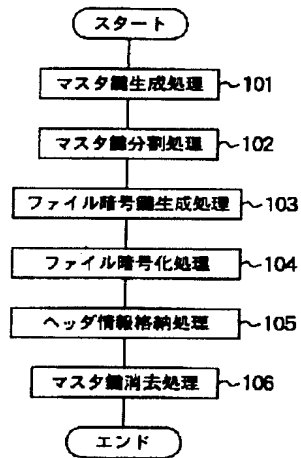 スタート
マスタ鍵生成処理 101
マスタ鍵分割処理 102
ファイル暗号鍵生成処理 103
ファイル暗号化処理 104
ヘッダ情報格納処理 105
マスタ鍵消去処理 106
エンド